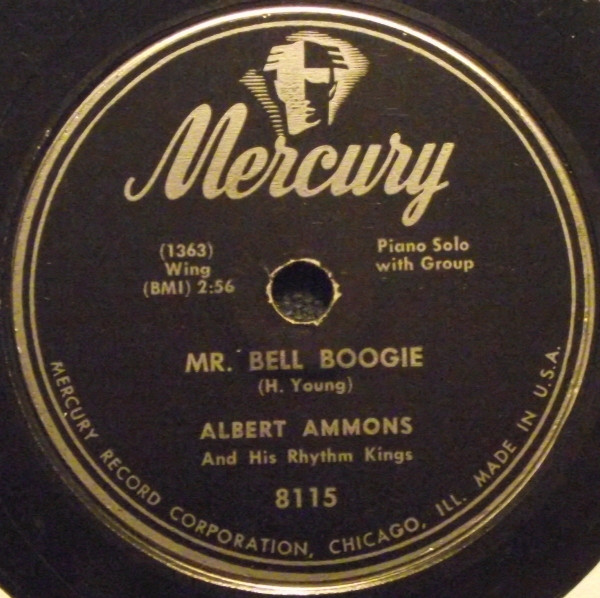 Mercury
(1363)
Wing
(BMI) 2:56
Piano Solo
with Group
MR. BELL BOOGIE
(H. Young)
ALBERT AMMONS
And His Rhythm Kings
8115
MERCURY RECORD CORPORATION, CHICAGO, ILL. MADE IN U.S.A.